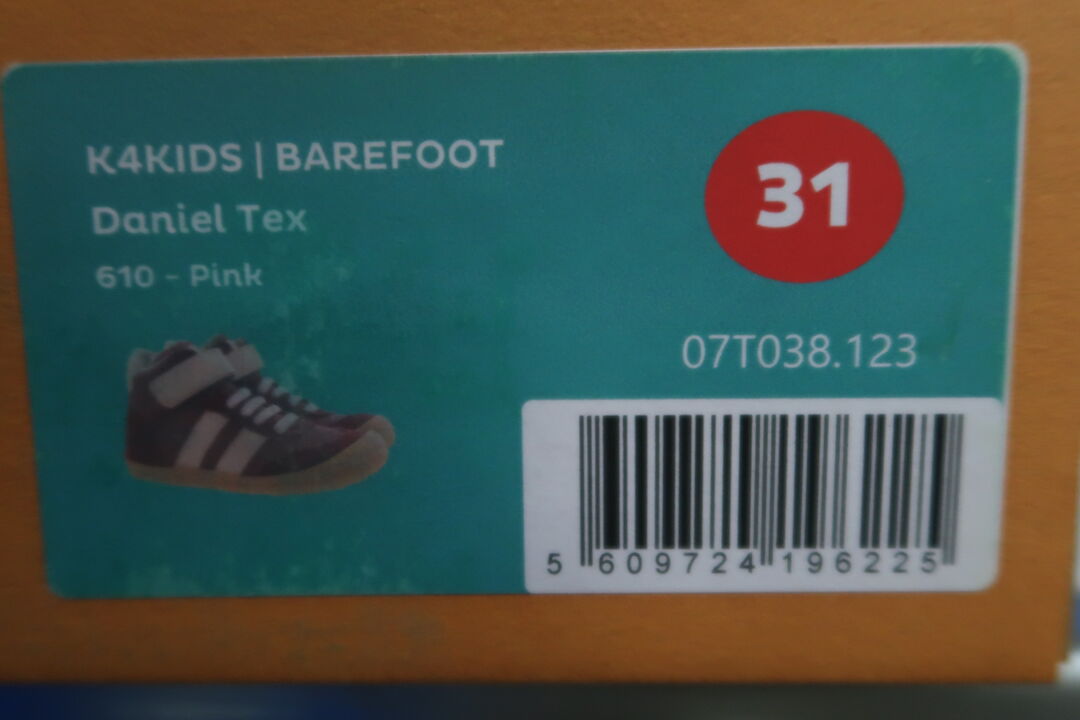 K4KIDS | BAREFOOT
Daniel Tex
610 - Pink
31
07T038.123
5 609724 196225